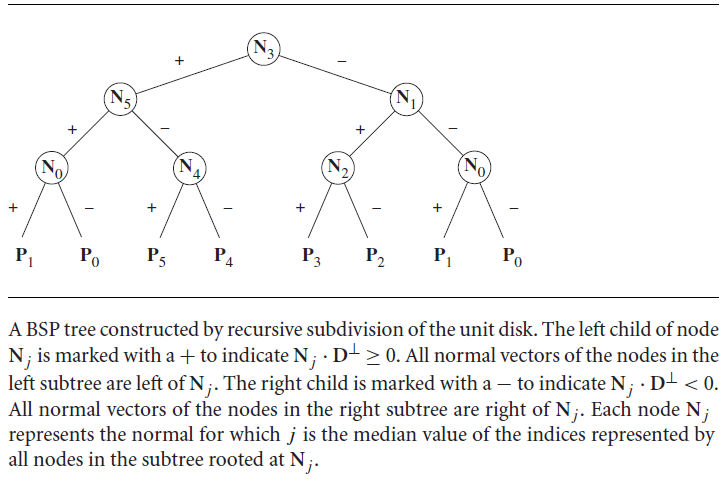 N3
+ −
N5 N1
+ − + −
N0 N4 N2 N0
+ − + − + − + −
P1 P0 P5 P4 P3 P2 P1 P0
A BSP tree constructed by recursive subdivision of the unit disk. The left child of node
Nj is marked with a + to indicate Nj · D⊥ ≥ 0. All normal vectors of the nodes in the
left subtree are left of Nj. The right child is marked with a − to indicate Nj · D⊥ < 0.
All normal vectors of the nodes in the right subtree are right of Nj. Each node Nj
represents the normal for which j is the median value of the indices represented by
all nodes in the subtree rooted at Nj.